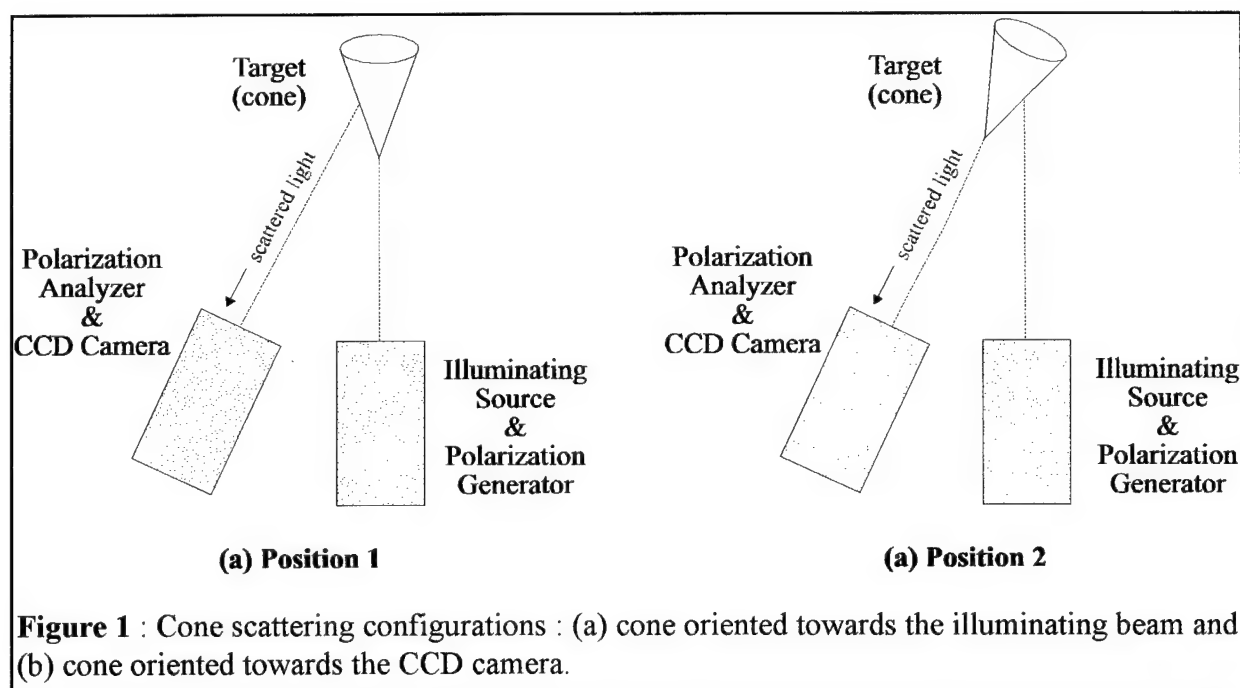 Target
(cone)
scattered light
Polarization
Analyzer
&
CCD Camera
Illuminating
Source
&
Polarization
Generator
(a) Position 1
Target
(cone)
scattered light
Polarization
Analyzer
&
CCD Camera
Illuminating
Source
&
Polarization
Generator
(a) Position 2
Figure 1 : Cone scattering configurations : (a) cone oriented towards the illuminating beam and
(b) cone oriented towards the CCD camera.